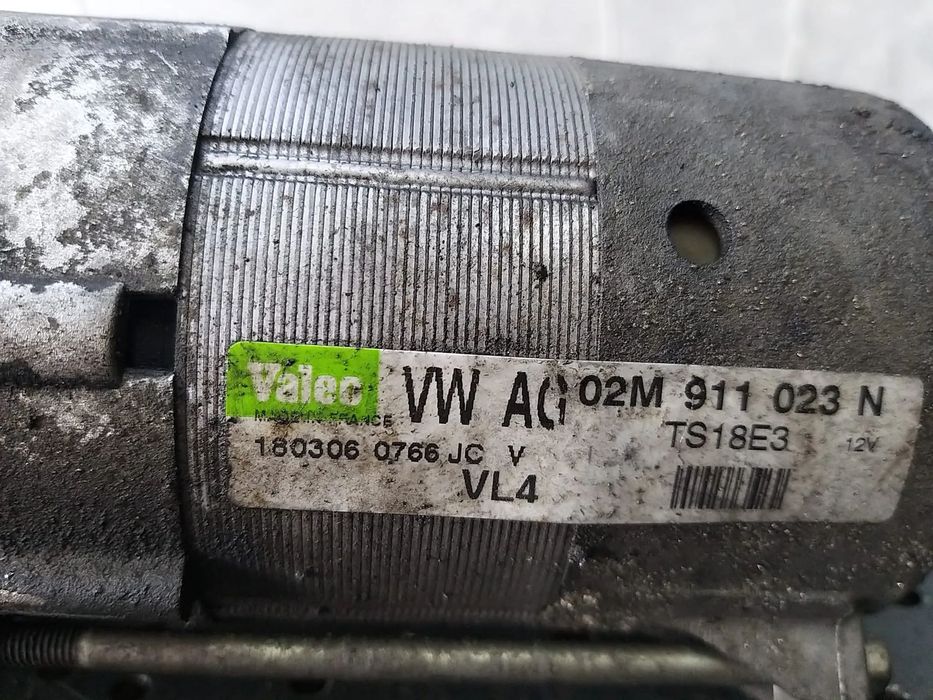 Valeo VW AG 02M 911 023 N
MADE IN FRANCE
TS18E3 12V
180306 0766 JC V
VL4